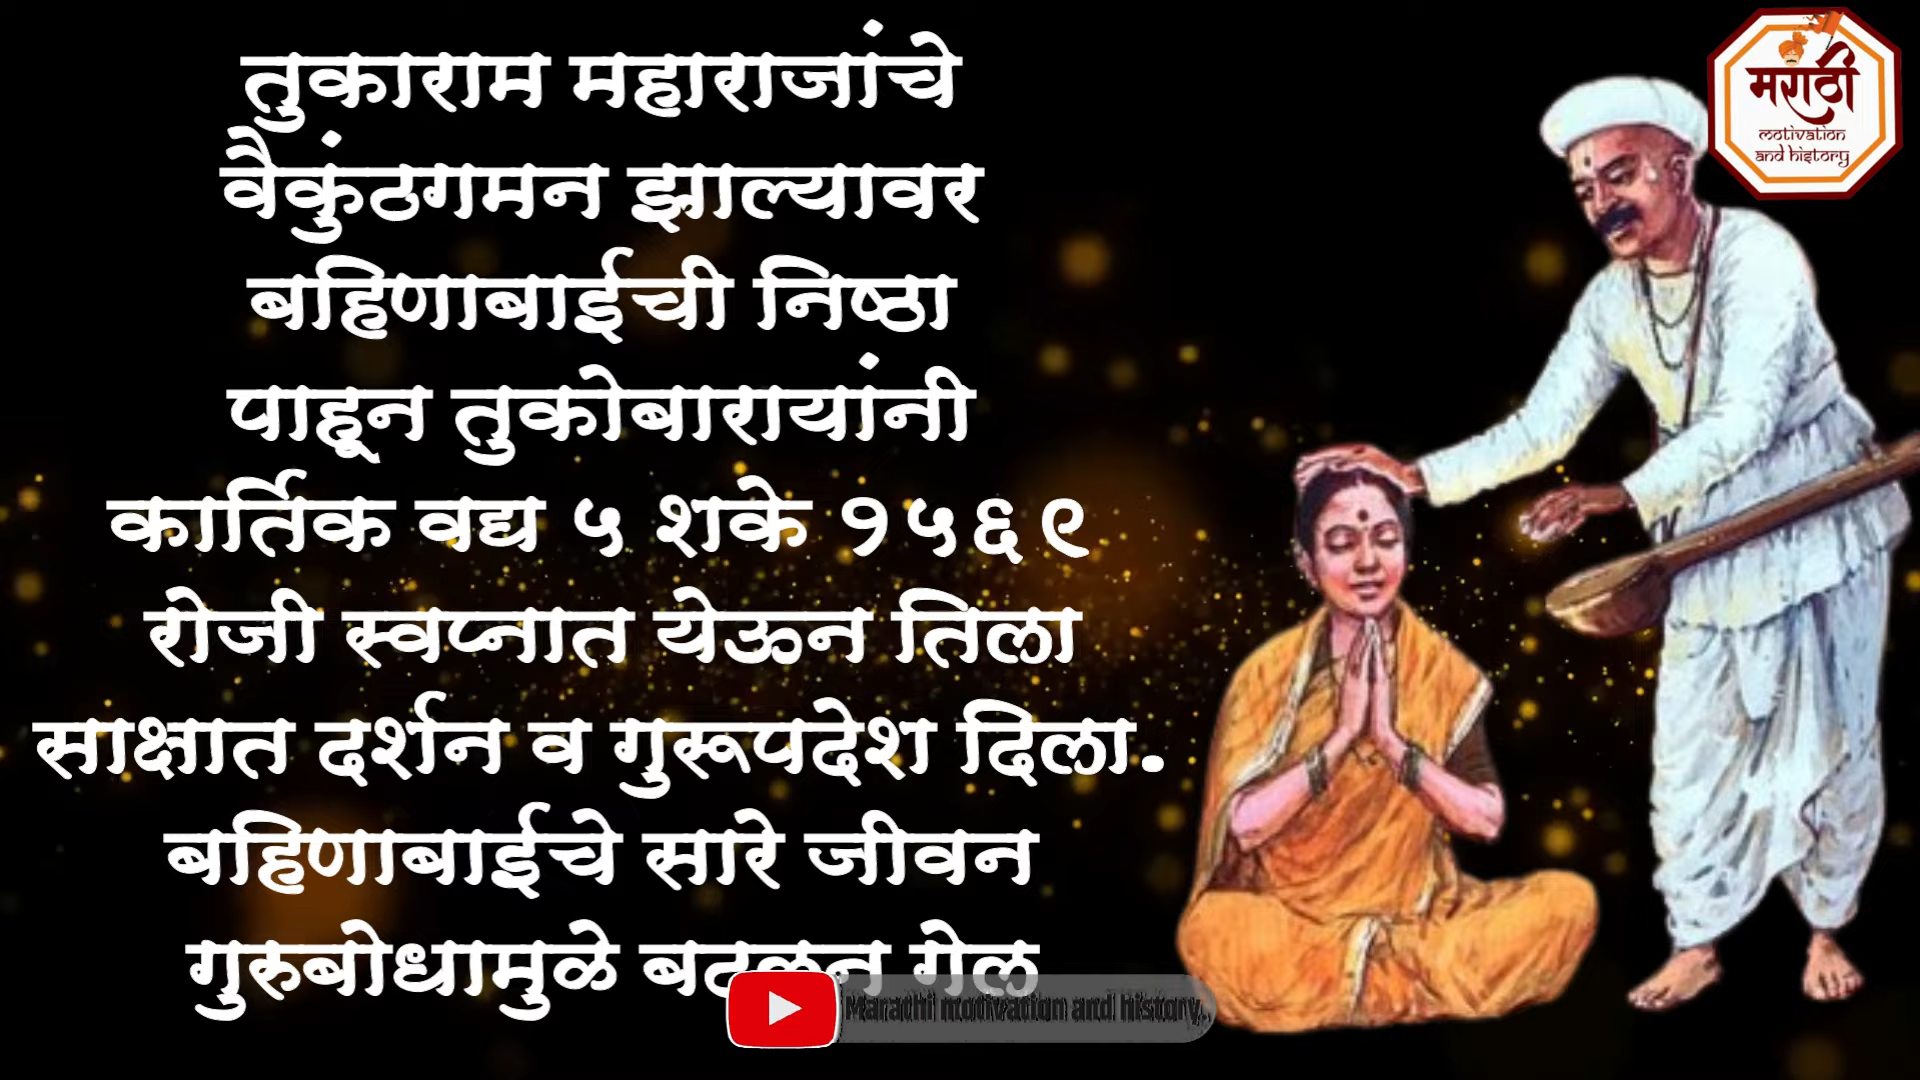 तुकाराम महाराजांचे
वैकुंठगमन झाल्यावर
बहिणाबाईची निष्ठा
पाहून तुकोबारायांनी
कार्तिक वद्य ५ शके १५६९
रोजी स्वप्नात येऊन तिला
साक्षात दर्शन व गुरूपदेश दिला.
बहिणाबाईचे सारे जीवन
गुरुबोधामुळे गेल
मराठी
motivation
and history
Marathi motivation and history.